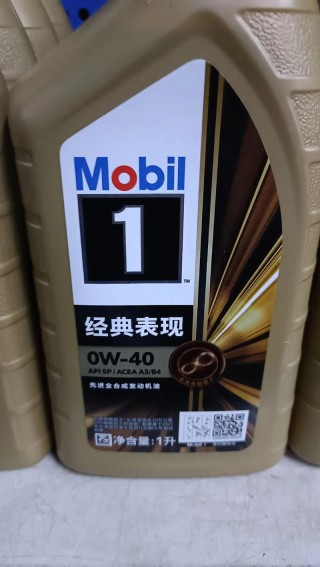 Mobil
1
TM
经典表现
0W-40
API SP | ACEA A3/B4
先进全合成发动机油
净含量:1升